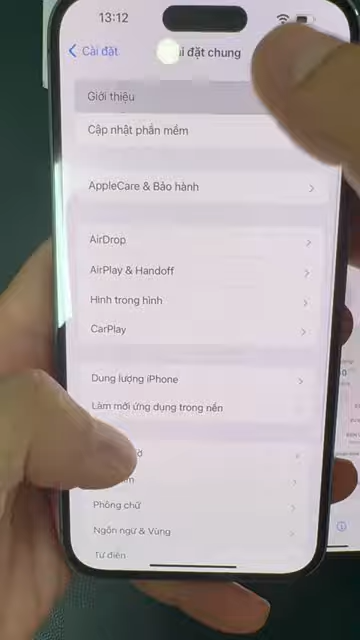 13:12
Cài đặt
đặt chung
Giới thiệu
Cập nhật phần mềm
AppleCare & Bảo hành
AirDrop
AirPlay & Handoff
Hình trong hình
CarPlay
Dung lượng iPhone
Làm mới ứng dụng trong nền
Phông chữ
Ngôn ngữ & Vùng
Từ điển